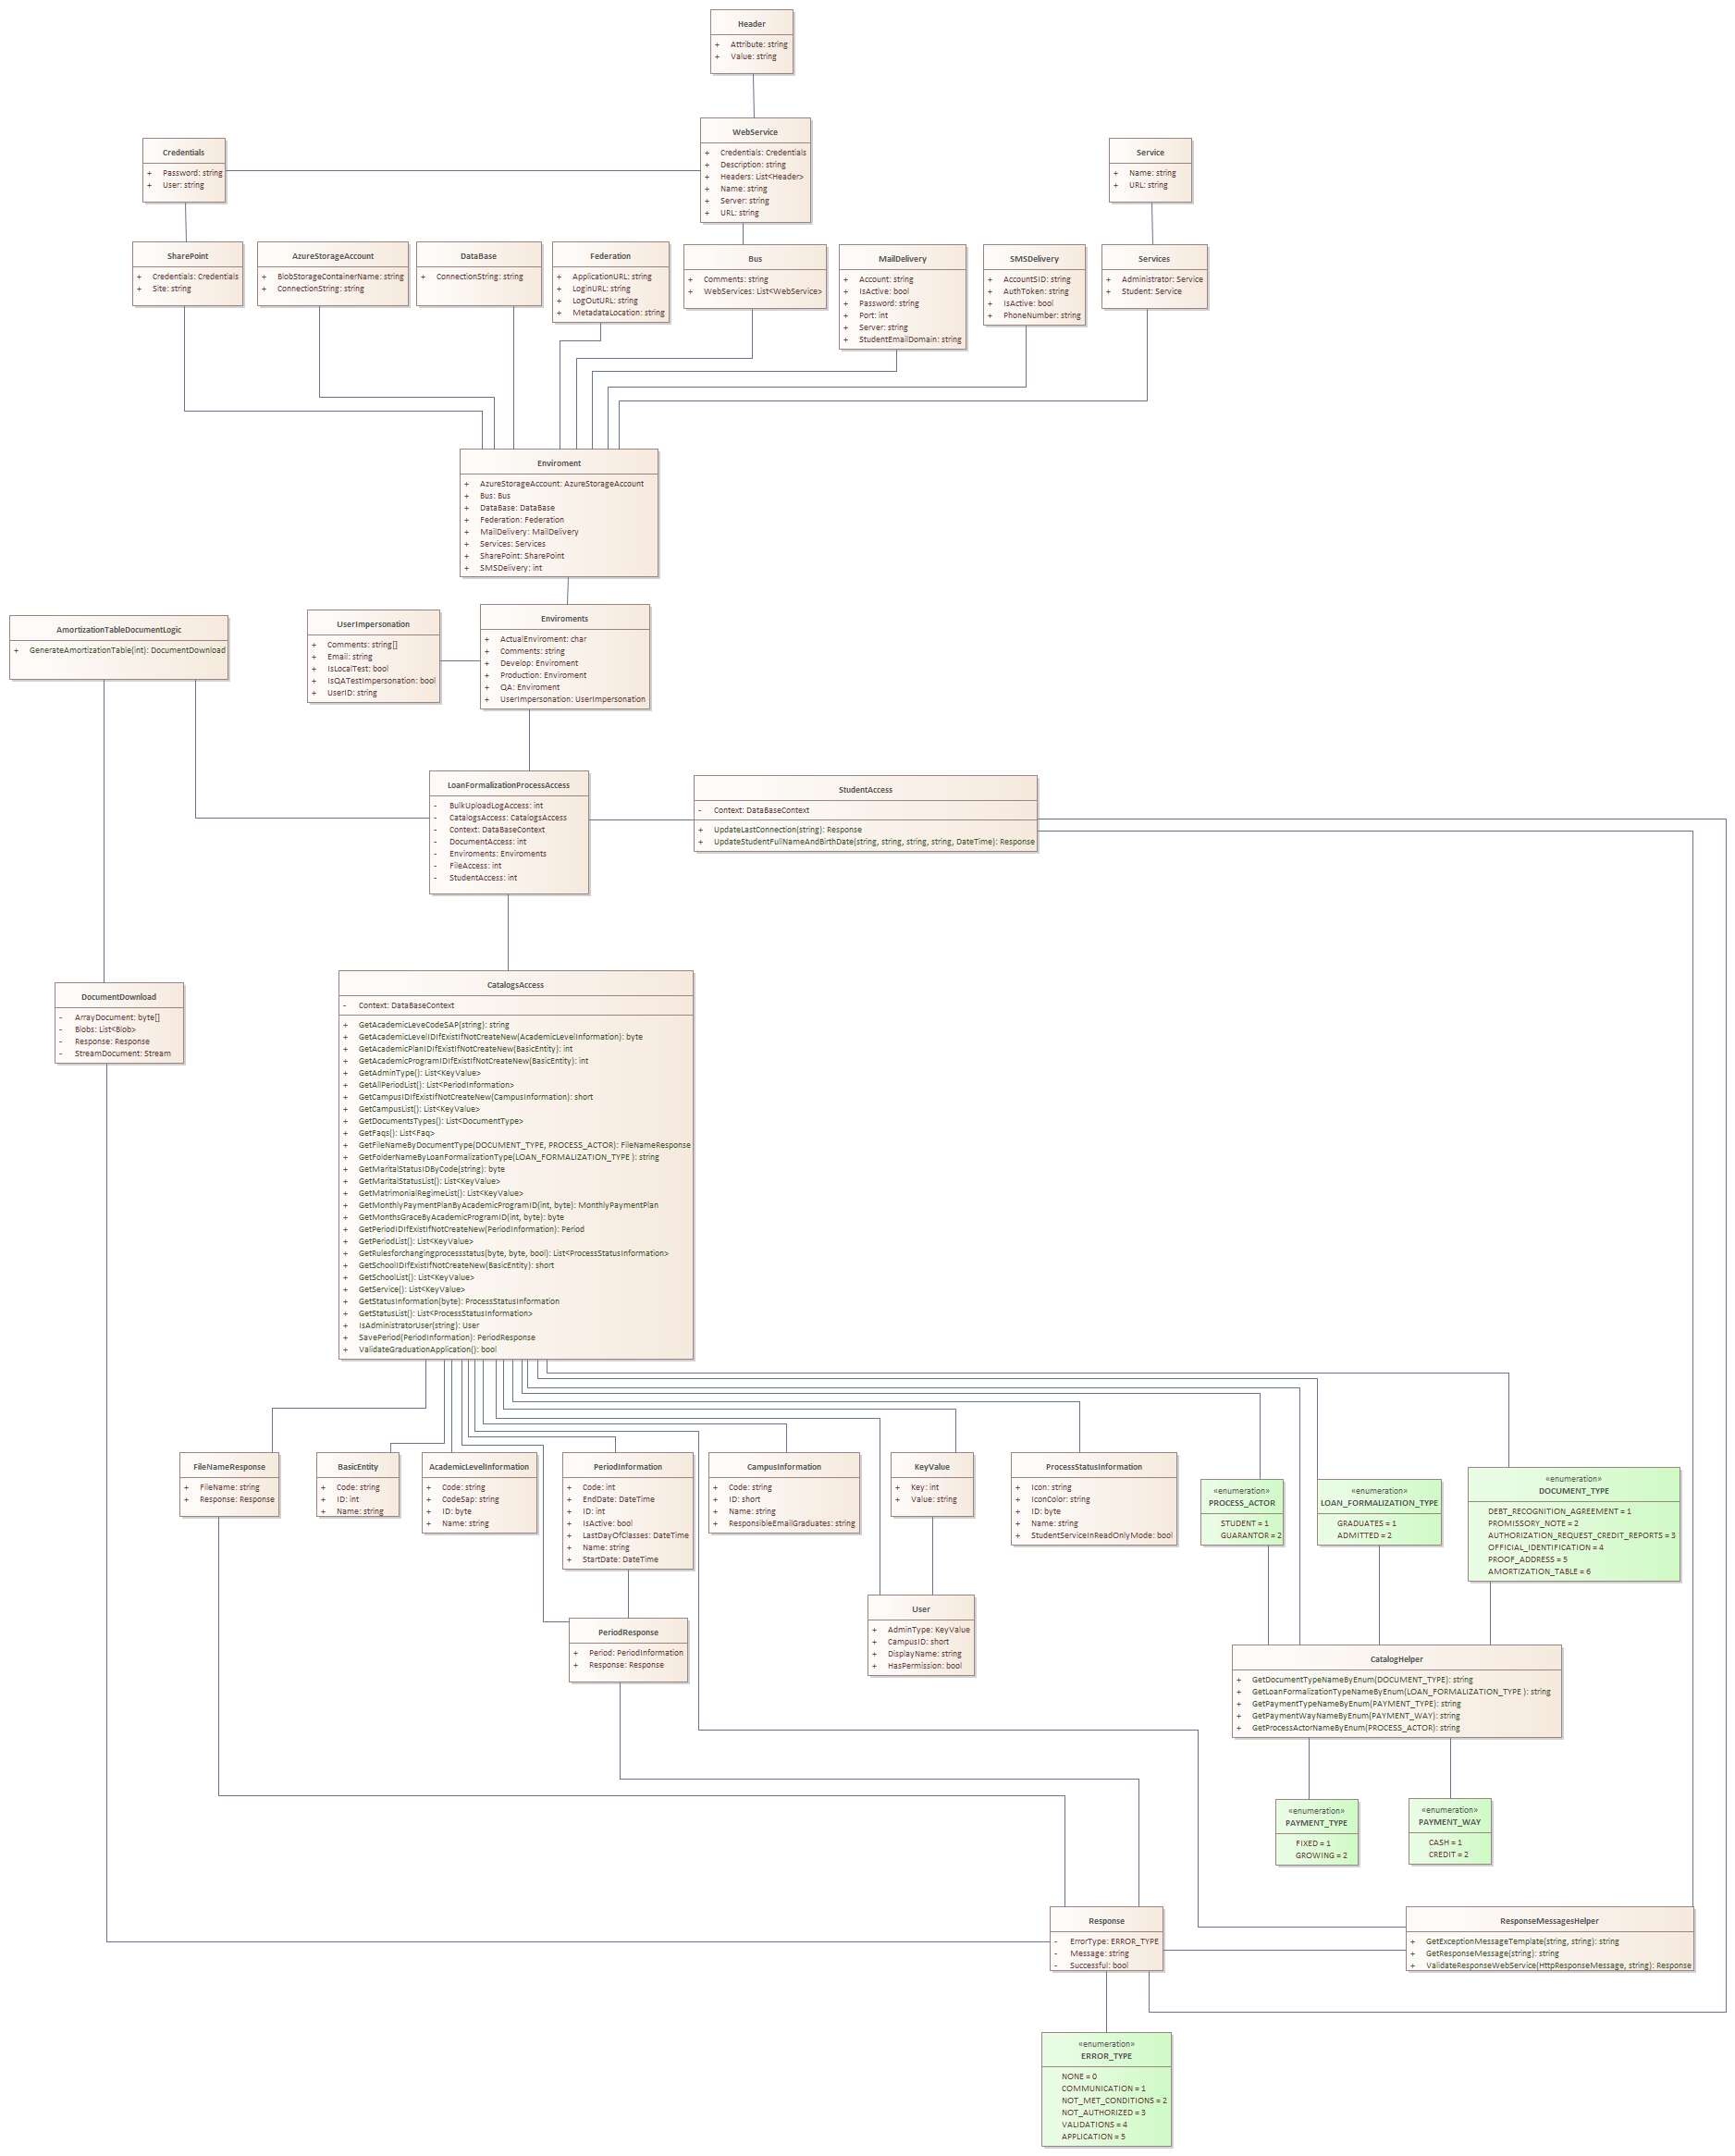 Header
+ Attribute: string
+ Value: string
WebService
+ Credentials: Credentials
+ Description: string
+ Headers: List<Header>
+ Name: string
+ Server: string
+ URL: string
Credentials
+ Password: string
+ User: string
Service
+ Name: string
+ URL: string
SharePoint
+ Credentials: Credentials
+ Site: string
AzureStorageAccount
+ BlobStorageContainerName: string
+ ConnectionString: string
DataBase
+ ConnectionString: string
Federation
+ ApplicationURL: string
+ LoginURL: string
+ LogOutURL: string
+ MetadataLocation: string
Bus
+ Comments: string
+ WebServices: List<WebService>
MailDelivery
+ Account: string
+ IsActive: bool
+ Password: string
+ Port: int
+ Server: string
+ StudentEmailDomain: string
SMSDelivery
+ AccountSID: string
+ AuthToken: string
+ IsActive: bool
+ PhoneNumber: string
Services
+ Administrator: Service
+ Student: Service
Enviroment
+ AzureStorageAccount: AzureStorageAccount
+ Bus: Bus
+ DataBase: DataBase
+ Federation: Federation
+ MailDelivery: MailDelivery
+ Services: Services
+ SharePoint: SharePoint
+ SMSDelivery: int
AmortizationTableDocumentLogic
+ GenerateAmortizationTable(int): DocumentDownload
UserImpersonation
+ Comments: string[]
+ Email: string
+ IsLocalTest: bool
+ IsQATestImpersonation: bool
+ UserID: string
Enviroments
+ ActualEnviroment: char
+ Comments: string
+ Develop: Enviroment
+ Production: Enviroment
+ QA: Enviroment
+ UserImpersonation: UserImpersonation
LoanFormalizationProcessAccess
- BulkUploadLogAccess: int
- CatalogsAccess: CatalogsAccess
- Context: DataBaseContext
- DocumentAccess: int
- Enviroments: Enviroments
- FileAccess: int
- StudentAccess: int
StudentAccess
- Context: DataBaseContext
+ UpdateLastConnection(string): Response
+ UpdateStudentFullNameAndBirthDate(string, string, string, string, DateTime): Response
DocumentDownload
- ArrayDocument: byte[]
- Blobs: List<Blob>
- Response: Response
- StreamDocument: Stream
CatalogsAccess
- Context: DataBaseContext
+ GetAcademicLeveCodeSAP(string): string
+ GetAcademicLevelIDIfExistIfNotCreateNew(AcademicLevelInformation): byte
+ GetAcademicPlanIDIfExistIfNotCreateNew(BasicEntity): int
+ GetAcademicProgramIDIfExistIfNotCreateNew(BasicEntity): int
+ GetAdminType(): List<KeyValue>
+ GetAllPeriodList(): List<PeriodInformation>
+ GetCampusIDIfExistIfNotCreateNew(CampusInformation): short
+ GetCampusList(): List<KeyValue>
+ GetDocumentsTypes(): List<DocumentType>
+ GetFaqs(): List<Faq>
+ GetFileNameByDocumentType(DOCUMENT_TYPE, PROCESS_ACTOR): FileNameResponse
+ GetFolderNameByLoanFormalizationType(LOAN_FORMALIZATION_TYPE ): string
+ GetMaritalStatusIDByCode(string): byte
+ GetMaritalStatusList(): List<KeyValue>
+ GetMatrimonialRegimeList(): List<KeyValue>
+ GetMonthlyPaymentPlanByAcademicProgramID(int, byte): MonthlyPaymentPlan
+ GetMonthsGraceByAcademicProgramID(int, byte): byte
+ GetPeriodIDIfExistIfNotCreateNew(PeriodInformation): Period
+ GetPeriodList(): List<KeyValue>
+ GetRulesforchangingprocessstatus(byte, byte, bool): List<ProcessStatusInformation>
+ GetSchoolIDIfExistIfNotCreateNew(BasicEntity): short
+ GetSchoolList(): List<KeyValue>
+ GetService(): List<KeyValue>
+ GetStatusInformation(byte): ProcessStatusInformation
+ GetStatusList(): List<ProcessStatusInformation>
+ IsAdministratorUser(string): User
+ SavePeriod(PeriodInformation): PeriodResponse
+ ValidateGraduationApplication(): bool
FileNameResponse
+ FileName: string
+ Response: Response
BasicEntity
+ Code: string
+ ID: int
+ Name: string
AcademicLevelInformation
+ Code: string
+ CodeSap: string
+ ID: byte
+ Name: string
PeriodInformation
+ Code: int
+ EndDate: DateTime
+ ID: int
+ IsActive: bool
+ LastDayOfClasses: DateTime
+ Name: string
+ StartDate: DateTime
CampusInformation
+ Code: string
+ ID: short
+ Name: string
+ ResponsibleEmailGraduates: string
KeyValue
+ Key: int
+ Value: string
ProcessStatusInformation
+ Icon: string
+ IconColor: string
+ ID: byte
+ Name: string
+ StudentServiceInReadOnlyMode: bool
«enumeration»
PROCESS_ACTOR
STUDENT = 1
GUARANTOR = 2
«enumeration»
LOAN_FORMALIZATION_TYPE
GRADUATES = 1
ADMITTED = 2
«enumeration»
DOCUMENT_TYPE
DEBT_RECOGNITION_AGREEMENT = 1
PROMISSORY_NOTE = 2
AUTHORIZATION_REQUEST_CREDIT_REPORTS = 3
OFFICIAL_IDENTIFICATION = 4
PROOF_ADDRESS = 5
AMORTIZATION_TABLE = 6
User
+ AdminType: KeyValue
+ CampusID: short
+ DisplayName: string
+ HasPermission: bool
PeriodResponse
+ Period: PeriodInformation
+ Response: Response
CatalogHelper
+ GetDocumentTypeNameByEnum(DOCUMENT_TYPE): string
+ GetLoanFormalizationTypeNameByEnum(LOAN_FORMALIZATION_TYPE ): string
+ GetPaymentTypeNameByEnum(PAYMENT_TYPE): string
+ GetPaymentWayNameByEnum(PAYMENT_WAY): string
+ GetProcessActorNameByEnum(PROCESS_ACTOR): string
«enumeration»
PAYMENT_TYPE
FIXED = 1
GROWING = 2
«enumeration»
PAYMENT_WAY
CASH = 1
CREDIT = 2
Response
- ErrorType: ERROR_TYPE
- Message: string
- Successful: bool
ResponseMessagesHelper
+ GetExceptionMessageTemplate(string, string): string
+ GetResponseMessage(string): string
+ ValidateResponseWebService(HttpResponseMessage, string): Response
«enumeration»
ERROR_TYPE
NONE = 0
COMMUNICATION = 1
NOT_MET_CONDITIONS = 2
NOT_AUTHORIZED = 3
VALIDATIONS = 4
APPLICATION = 5